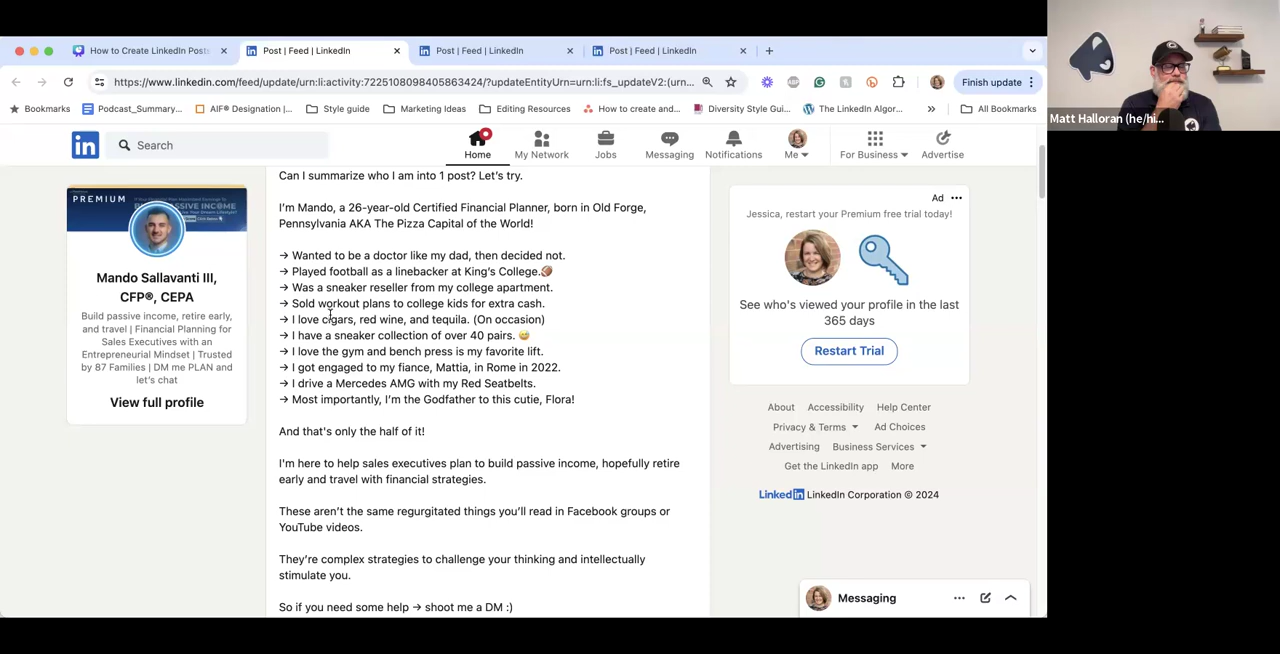 How to Create LinkedIn Post
Post | Feed | LinkedIn
Post | Feed | LinkedIn
Post | Feed | LinkedIn
https://www.linkedin.com/feed/update/urn:li:activity:7225108098405863424/?updateEntityUrn=urn:li:fs_updateV2:(urn...
Finish update
Bookmarks
Podcast_Summary...
AIF® Designation |...
Style guide
Marketing Ideas
Editing Resources
How to create and...
Diversity Style Gui...
The LinkedIn Algor...
»
All Bookmarks
Matt Halloran (he/hi...
in
Search
Home
My Network
Jobs
Messaging
Notifications
Me
For Business
Advertise
PREMIUM
Mando Sallavanti III,
CFP®, CEPA
Build passive income, retire early,
and travel | Financial Planning for
Sales Executives with an
Entrepreneurial Mindset | Trusted
by 87 Families | DM me PLAN and
let's chat
View full profile
Can I summarize who I am into 1 post? Let's try.
I'm Mando, a 26-year-old Certified Financial Planner, born in Old Forge,
Pennsylvania AKA The Pizza Capital of the World!
→ Wanted to be a doctor like my dad, then decided not.
→ Played football as a linebacker at King's College.🏈
→ Was a sneaker reseller from my college apartment.
→ Sold workout plans to college kids for extra cash.
→ I love cigars, red wine, and tequila. (On occasion)
→ I have a sneaker collection of over 40 pairs. 😅
→ I love the gym and bench press is my favorite lift.
→ I got engaged to my fiance, Mattia, in Rome in 2022.
→ I drive a Mercedes AMG with my Red Seatbelts.
→ Most importantly, I'm the Godfather to this cutie, Flora!
And that's only the half of it!
I'm here to help sales executives plan to build passive income, hopefully retire
early and travel with financial strategies.
These aren't the same regurgitated things you'll read in Facebook groups or
YouTube videos.
They're complex strategies to challenge your thinking and intellectually
stimulate you.
So if you need some help → shoot me a DM :)
Ad
Jessica, restart your Premium free trial today!
See who's viewed your profile in the last
365 days
Restart Trial
About Accessibility Help Center
Privacy & Terms Ad Choices
Advertising Business Services
Get the LinkedIn app More
LinkedIn LinkedIn Corporation © 2024
Messaging